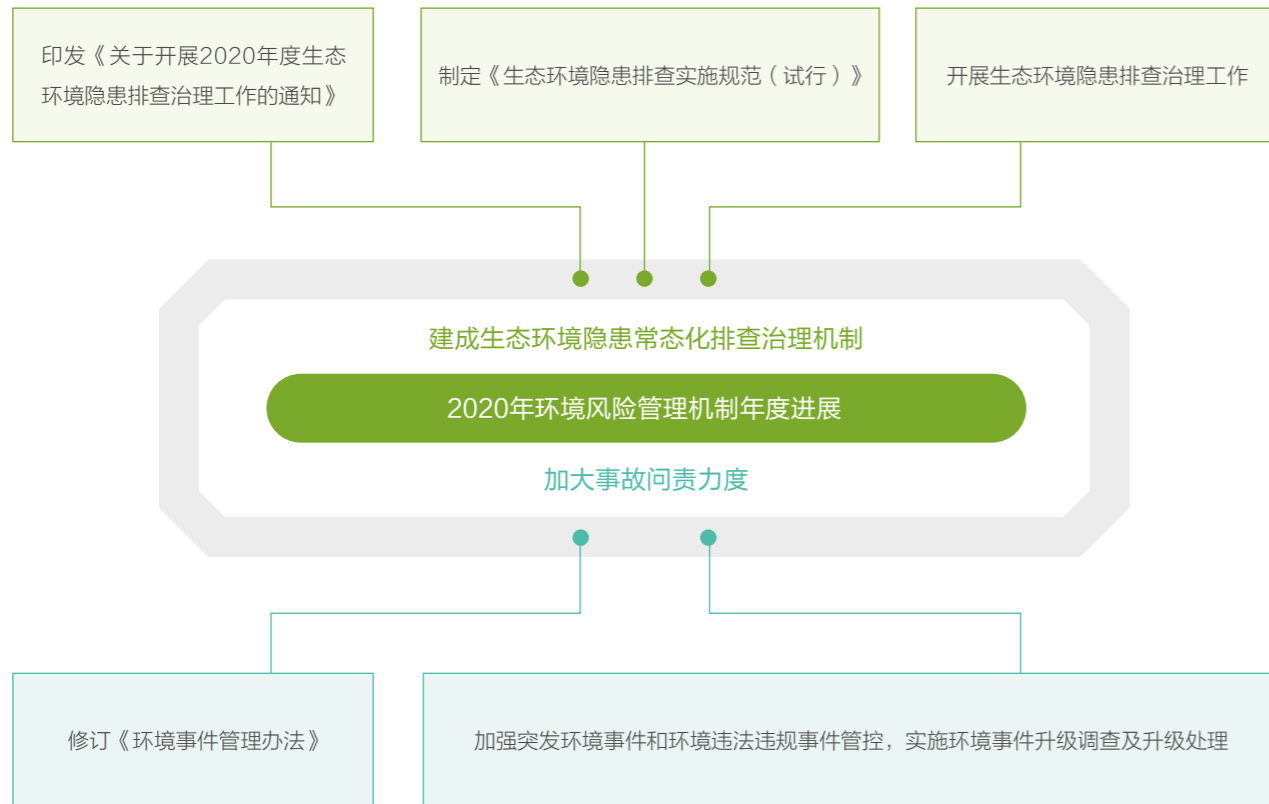 印发《关于开展2020年度生态
环境隐患排查治理工作的通知》
制定《生态环境隐患排查实施规范（试行）》
开展生态环境隐患排查治理工作
建成生态环境隐患常态化排查治理机制
2020年环境风险管理机制年度进展
加大事故问责力度
修订《环境事件管理办法》
加强突发环境事件和环境违法违规事件管控，实施环境事件升级调查及升级处理